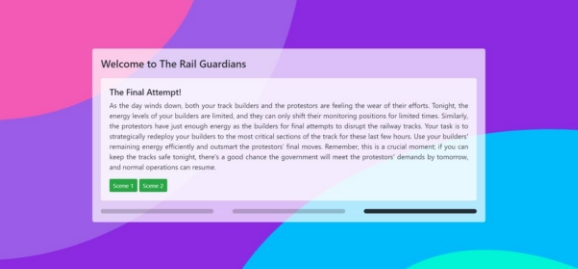 Welcome to The Rail Guardians
The Final Attempt!
As the day winds down, both your track builders and the protestors are feeling the wear of their efforts. Tonight, the
energy levels of your builders are limited, and they can only shift their monitoring positions for limited times. Similarly,
the protestors have just enough energy as the builders for final attempts to disrupt the railway tracks. Your task is to
strategically redeploy your builders to the most critical sections of the track for these last few hours. Use your builders'
remaining energy efficiently and outsmart the protestors' final moves. Remember, this is a crucial moment; if you can
keep the tracks safe tonight, there's a good chance the government will meet the protestors' demands by tomorrow,
and normal operations can resume.
Scene 1 Scene 2